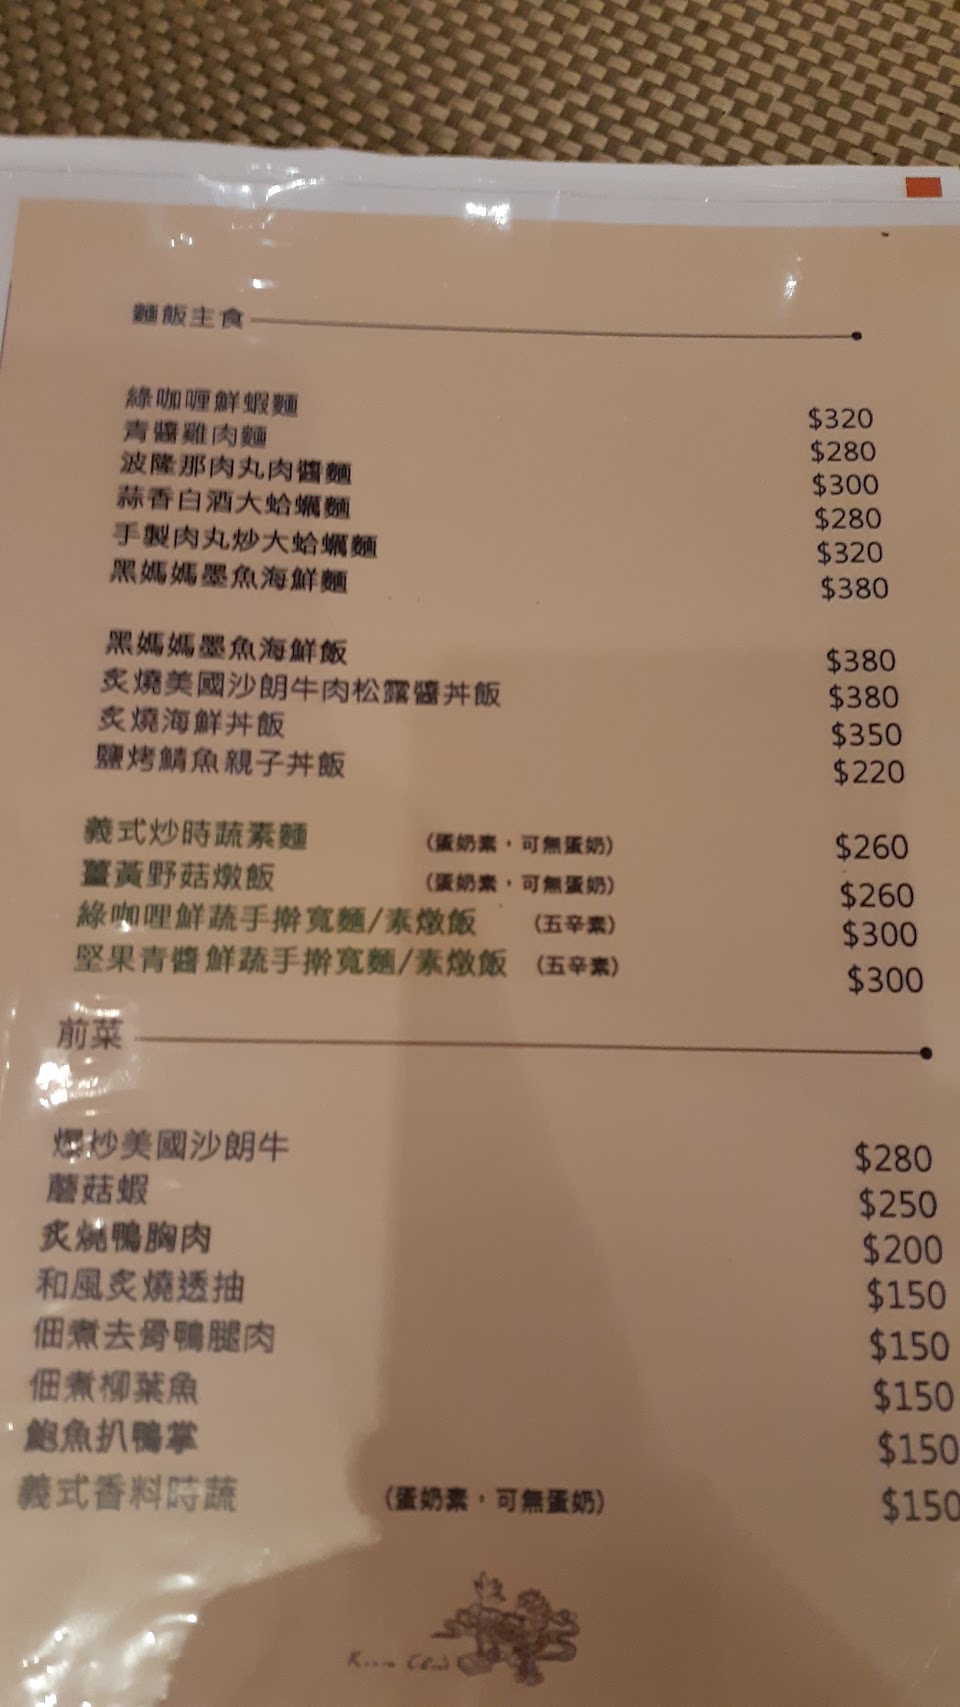 麵飯主食
綠咖喱鮮蝦麵 $320
青醬雞肉麵 $280
波隆那肉丸肉醬麵 $300
蒜香白酒大蛤蠣麵 $280
手製肉丸炒大蛤蠣麵 $320
黑媽媽墨魚海鮮麵 $380
黑媽媽墨魚海鮮飯 $380
炙燒美國沙朗牛肉松露醬丼飯 $380
炙燒海鮮丼飯 $350
鹽烤鯖魚親子丼飯 $220
義式炒時蔬素麵 (蛋奶素，可無蛋奶) $260
薑黃野菇燉飯 (蛋奶素，可無蛋奶) $260
綠咖哩鮮蔬手擀寬麵/素燉飯 (五辛素) $300
堅果青醬鮮蔬手擀寬麵/素燉飯 (五辛素) $300
前菜
爆炒美國沙朗牛 $280
蘑菇蝦 $250
炙燒鴨胸肉 $200
和風炙燒透抽 $150
佃煮去骨鴨腿肉 $150
佃煮柳葉魚 $150
鮑魚扒鴨掌 $150
義式香料時蔬 (蛋奶素，可無蛋奶) $150